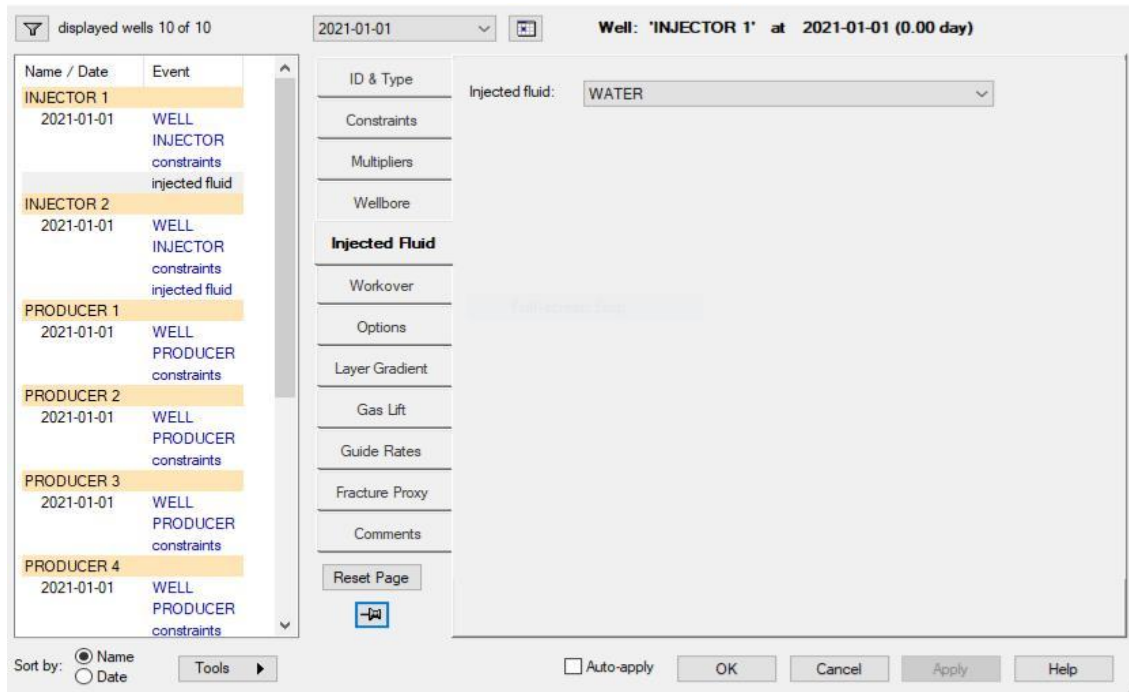 displayed wells 10 of 10
2021-01-01
Well: 'INJECTOR 1' at 2021-01-01 (0.00 day)
Name / Date Event
INJECTOR 1
2021-01-01 WELL
INJECTOR
constraints
injected fluid
INJECTOR 2
2021-01-01 WELL
INJECTOR
constraints
injected fluid
PRODUCER 1
2021-01-01 WELL
PRODUCER
constraints
PRODUCER 2
2021-01-01 WELL
PRODUCER
constraints
PRODUCER 3
2021-01-01 WELL
PRODUCER
constraints
PRODUCER 4
2021-01-01 WELL
PRODUCER
constraints
ID & Type
Constraints
Multipliers
Wellbore
Injected Fluid
Workover
Options
Layer Gradient
Gas Lift
Guide Rates
Fracture Proxy
Comments
Reset Page
Injected fluid: WATER
Sort by: Name
Date
Tools
Auto-apply OK Cancel Apply Help